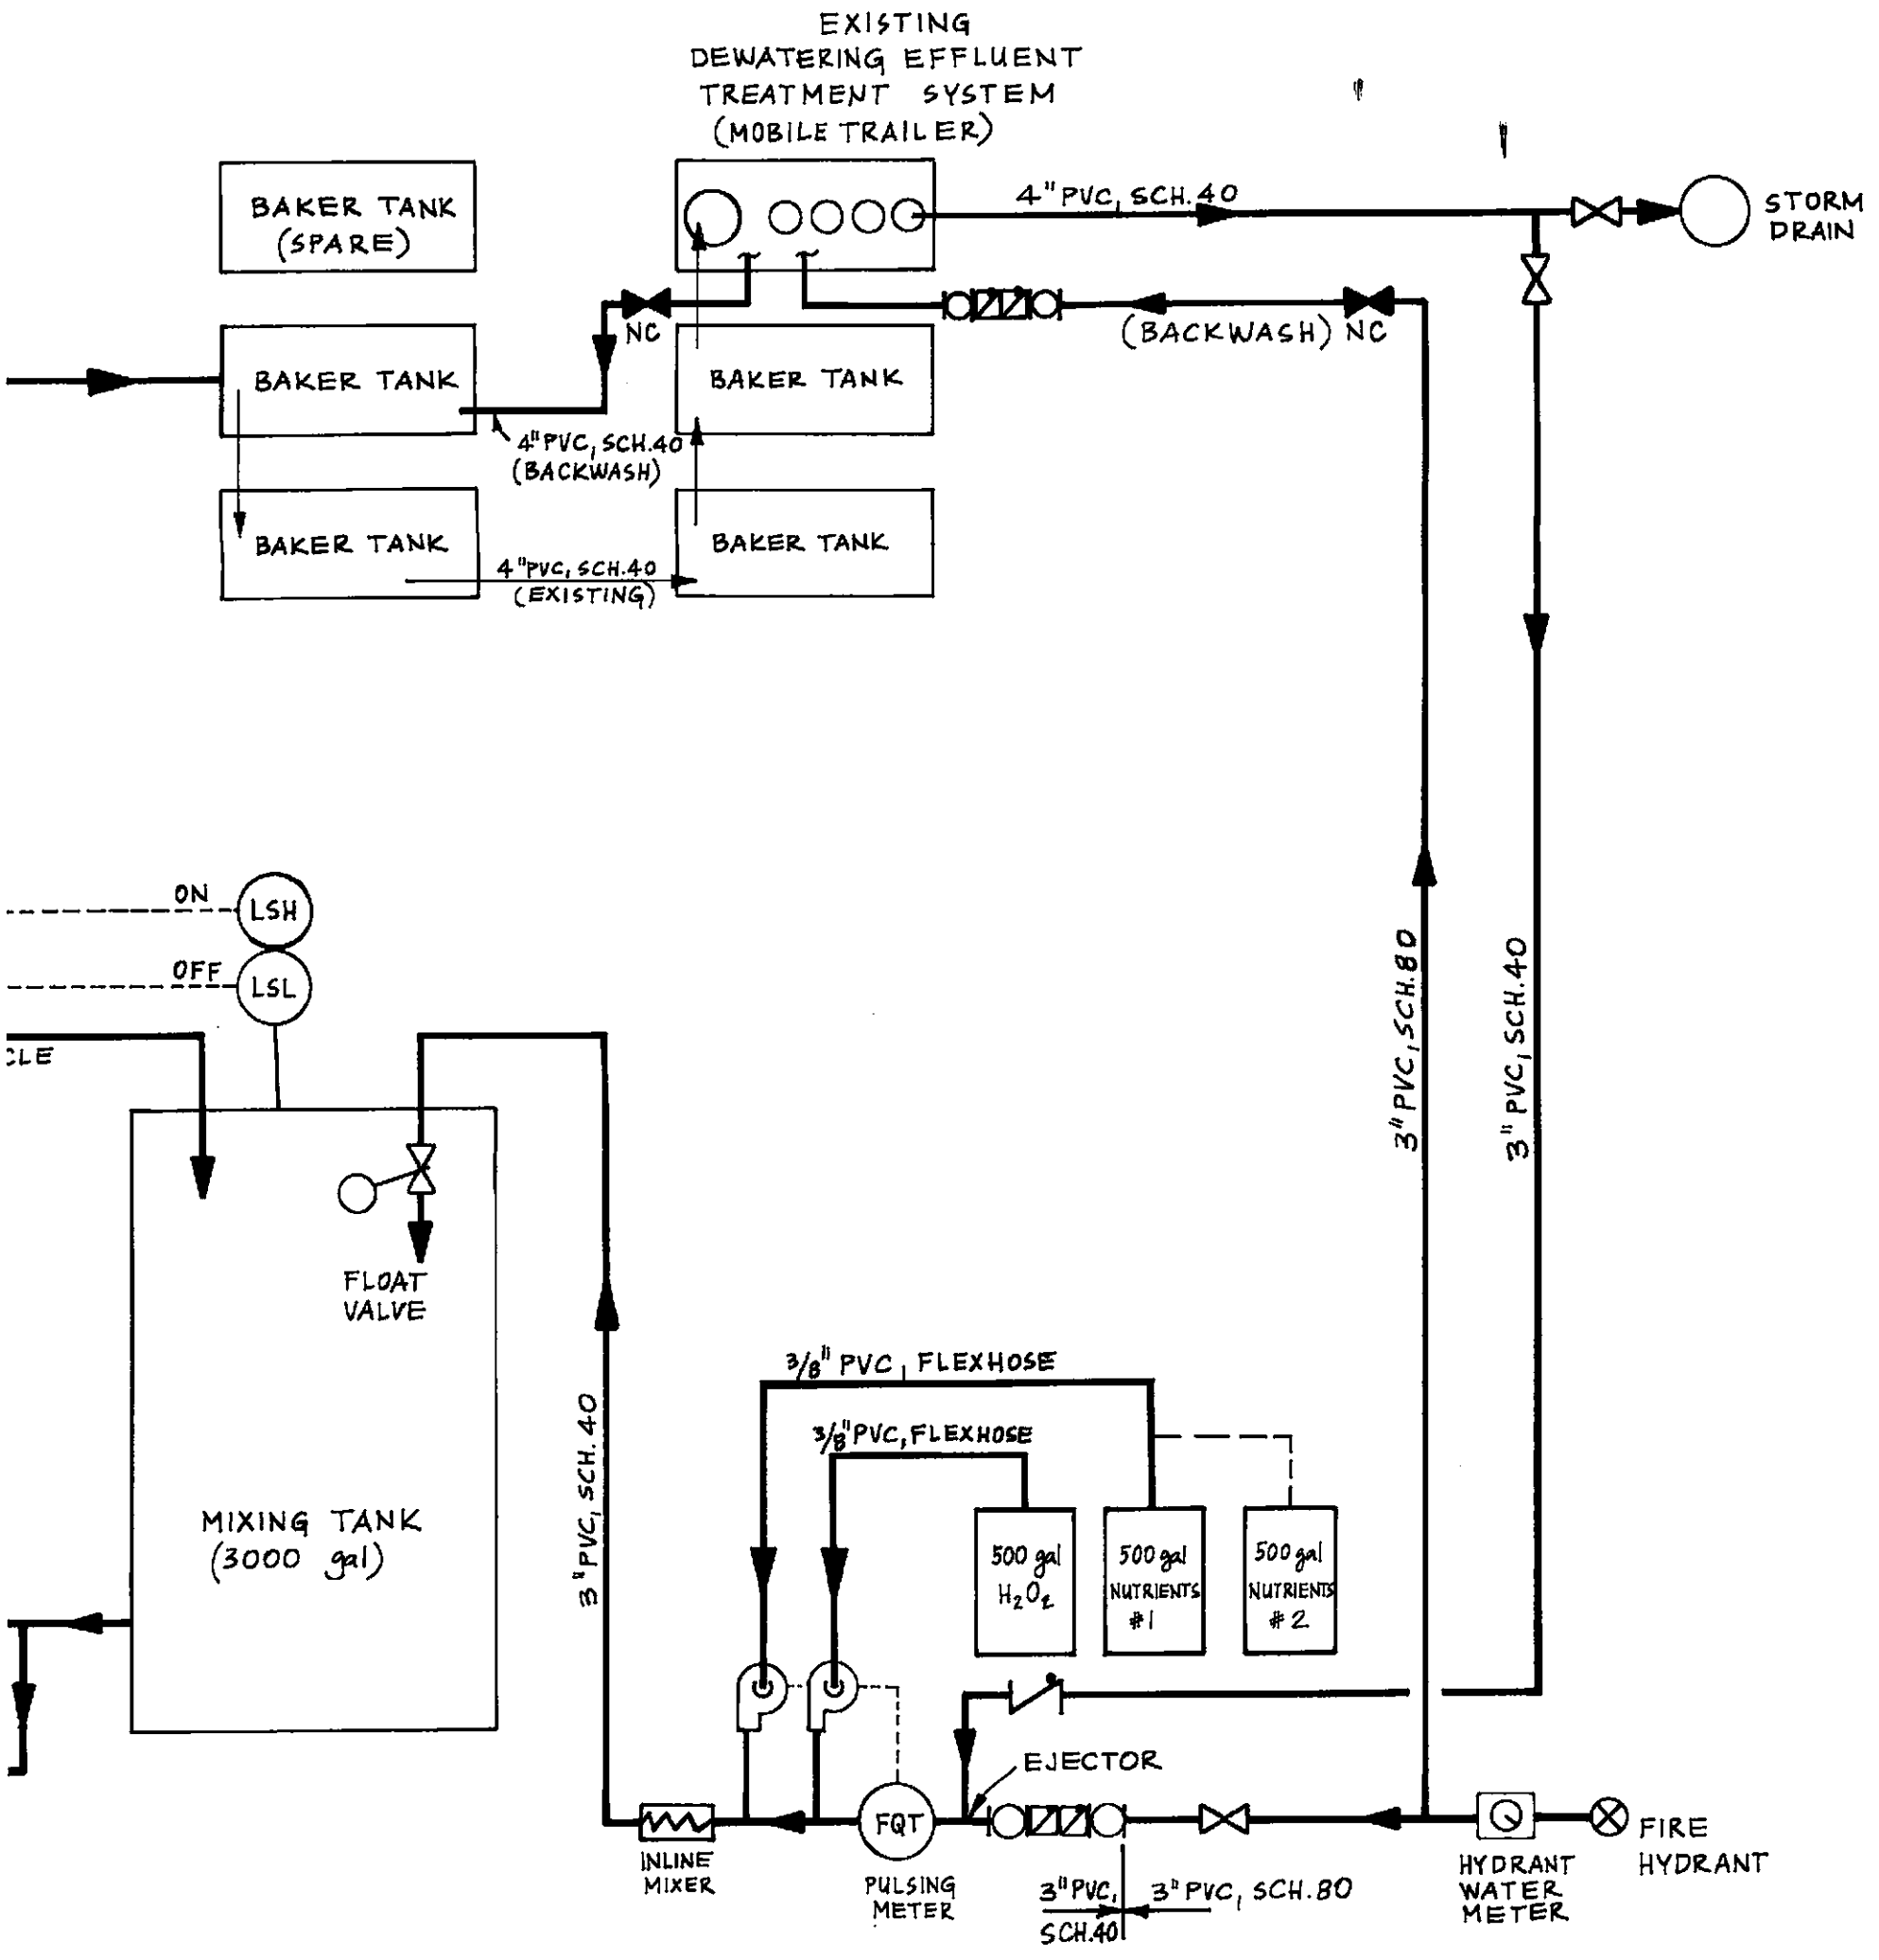 EXISTING
DEWATERING EFFLUENT
TREATMENT SYSTEM
(MOBILE TRAILER)
BAKER TANK
(SPARE)
4" PVC, SCH.40
STORM
DRAIN
NC
(BACKWASH) NC
BAKER TANK
BAKER TANK
4" PVC, SCH.40
(BACKWASH)
BAKER TANK
4" PVC, SCH.40
(EXISTING)
BAKER TANK
ON
LSH
OFF
LSL
CLE
3" PVC, SCH.80
3" PVC, SCH.40
FLOAT
VALVE
3/8" PVC, FLEXHOSE
3/8" PVC, FLEXHOSE
3" PVC, SCH.40
MIXING TANK
(3000 gal)
500 gal
H₂O₂
500 gal
NUTRIENTS
#1
500 gal
NUTRIENTS
#2
EJECTOR
FQT
INLINE
MIXER
PULSING
METER
3" PVC,
SCH.40
3" PVC, SCH.80
HYDRANT
WATER
METER
FIRE
HYDRANT